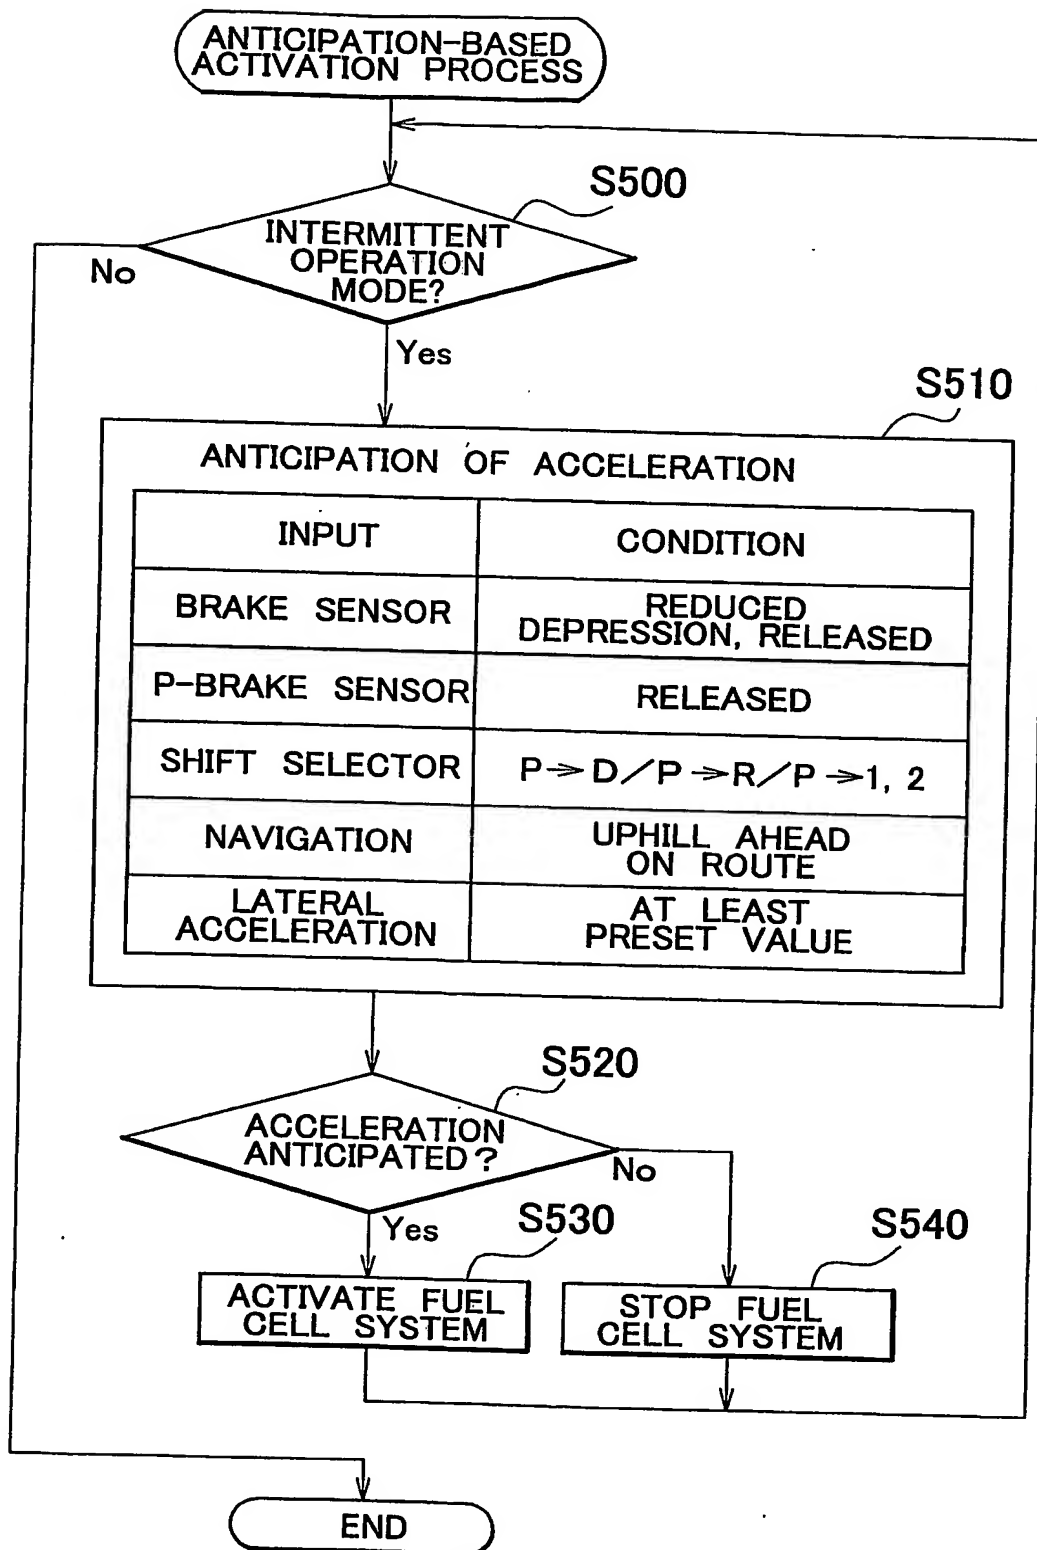 ANTICIPATION-BASED
ACTIVATION PROCESS
S500
INTERMITTENT
OPERATION
MODE?
No
Yes
S510
ANTICIPATION OF ACCELERATION
INPUT
CONDITION
BRAKE SENSOR
REDUCED
DEPRESSION, RELEASED
P-BRAKE SENSOR
RELEASED
SHIFT SELECTOR
P→D/P→R/P→1, 2
NAVIGATION
UPHILL AHEAD
ON ROUTE
LATERAL
ACCELERATION
AT LEAST
PRESET VALUE
S520
ACCELERATION
ANTICIPATED?
No
Yes
S530
S540
ACTIVATE FUEL
CELL SYSTEM
STOP FUEL
CELL SYSTEM
END